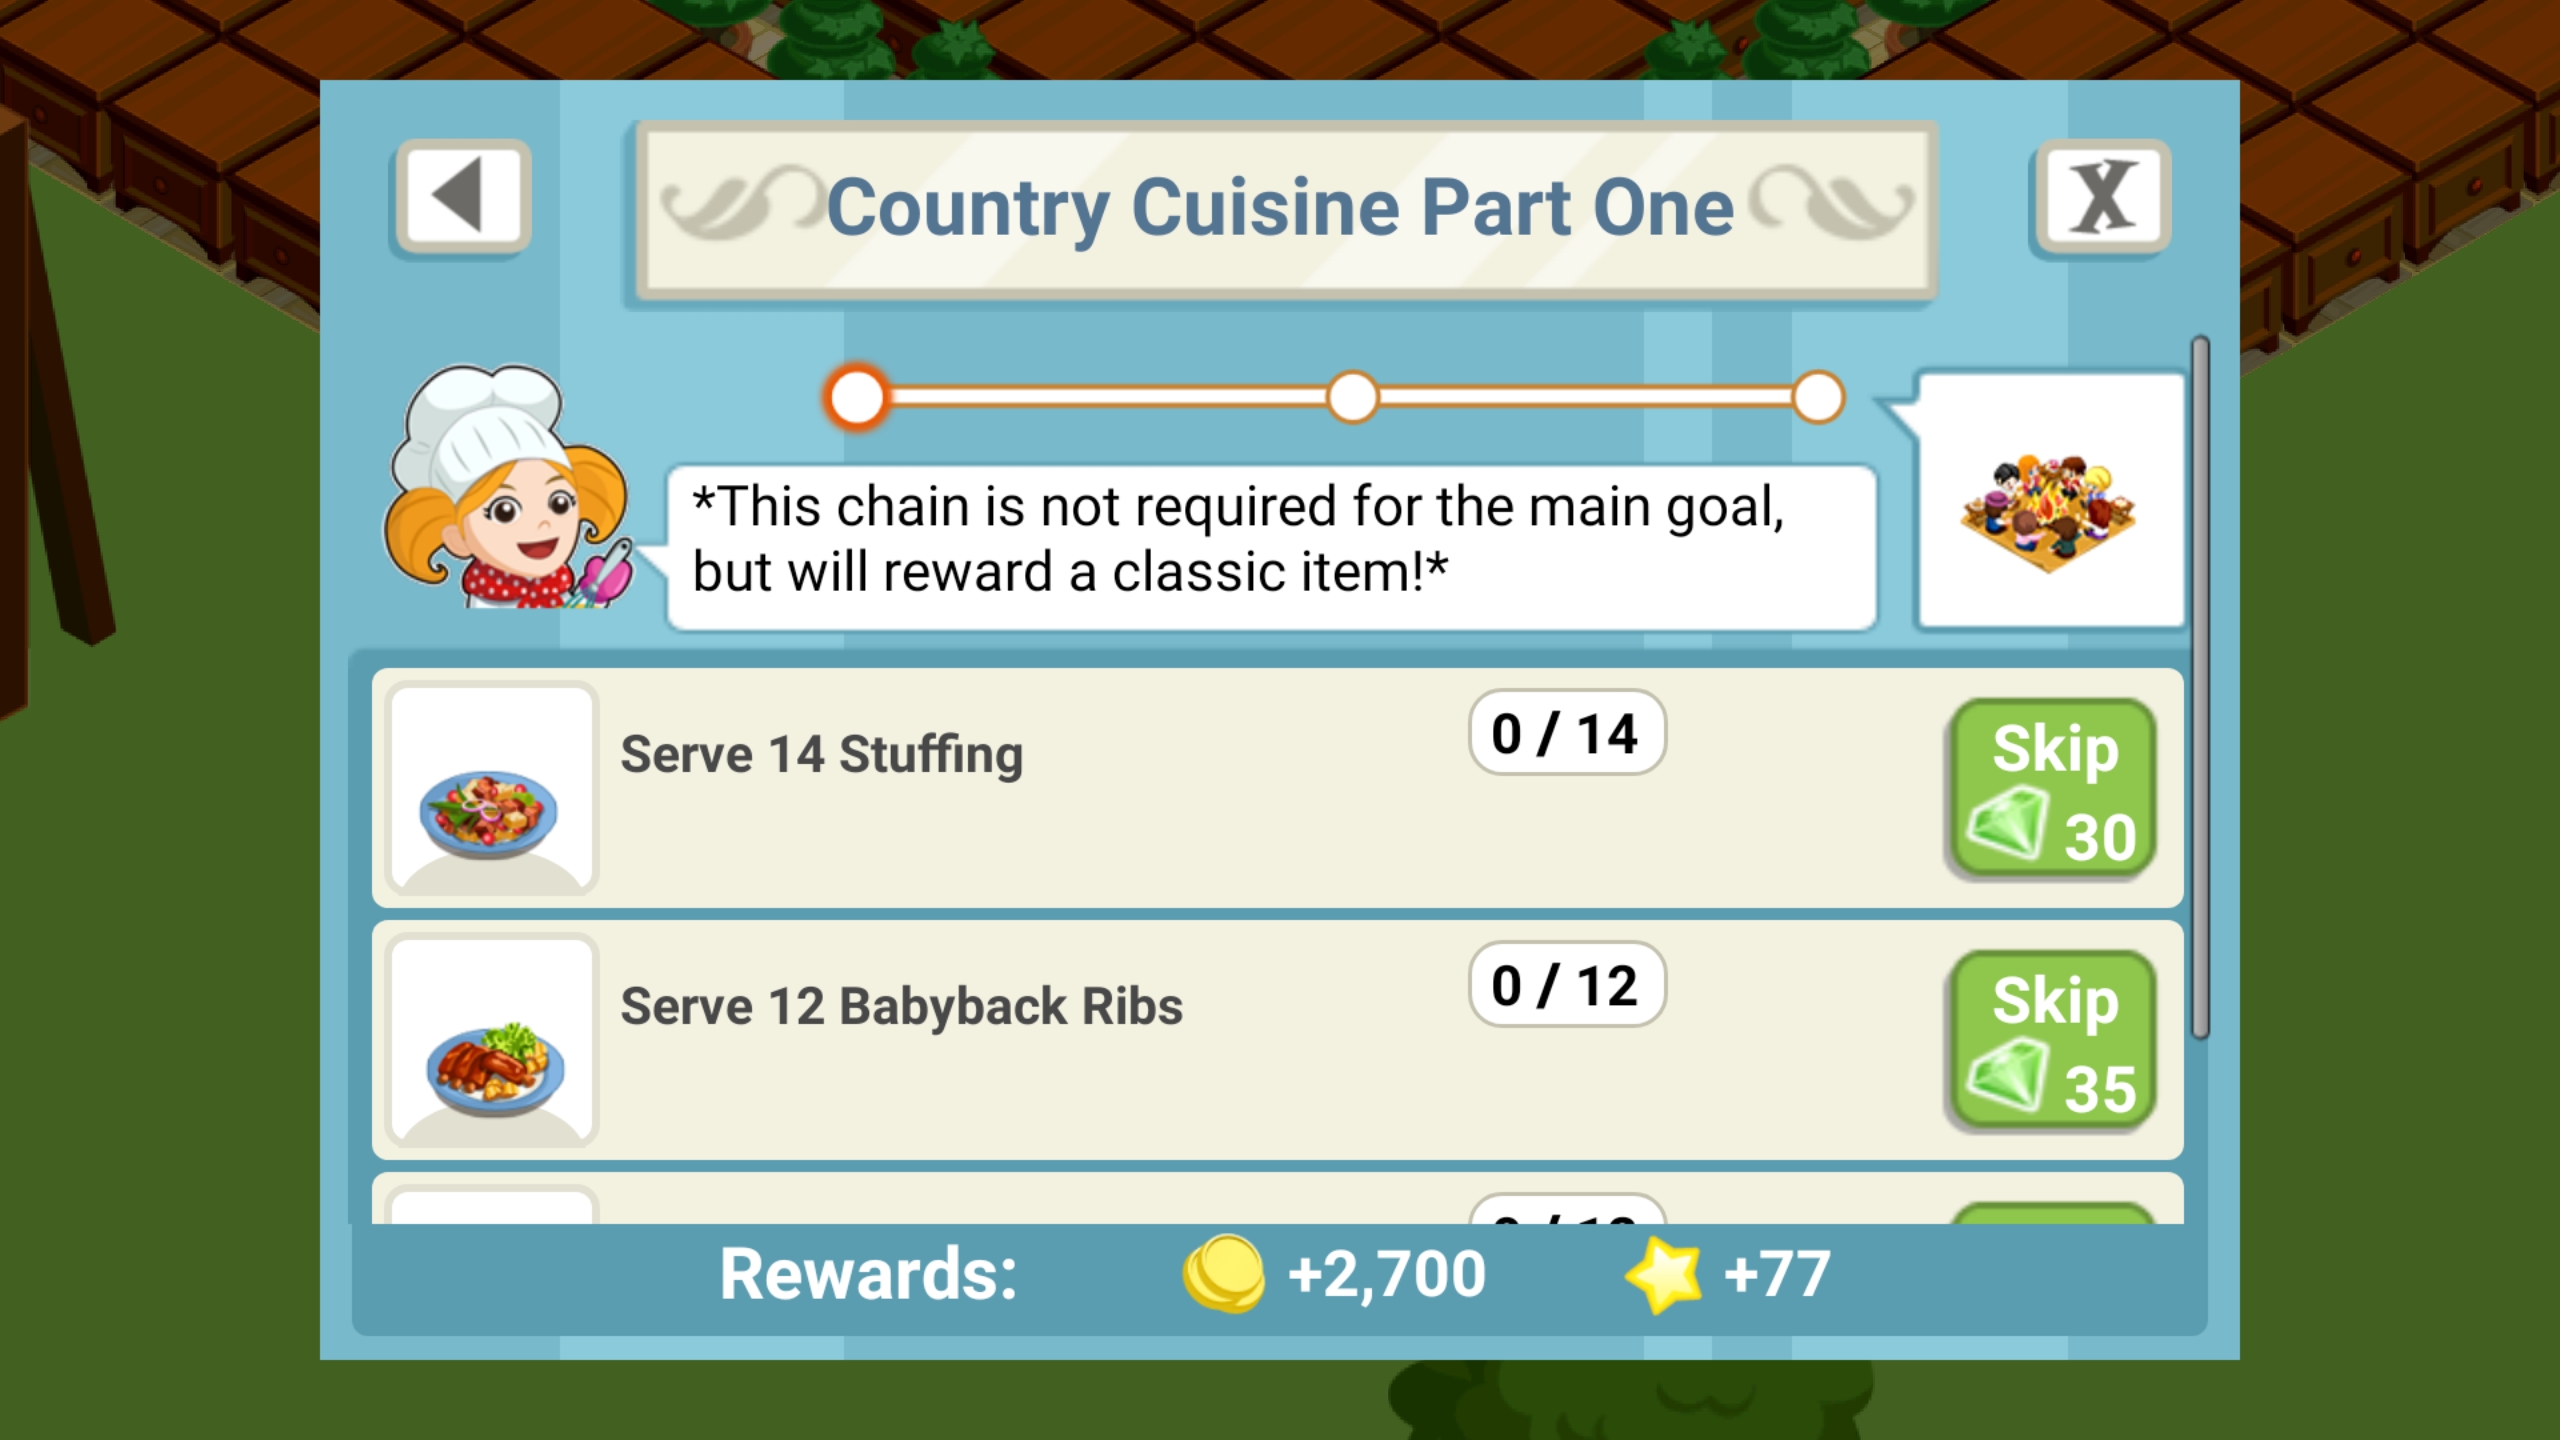 Country Cuisine Part One
X
*This chain is not required for the main goal,
but will reward a classic item!*
Serve 14 Stuffing
0 / 14
Skip
30
Serve 12 Babyback Ribs
0 / 12
Skip
35
Rewards: +2,700 +77